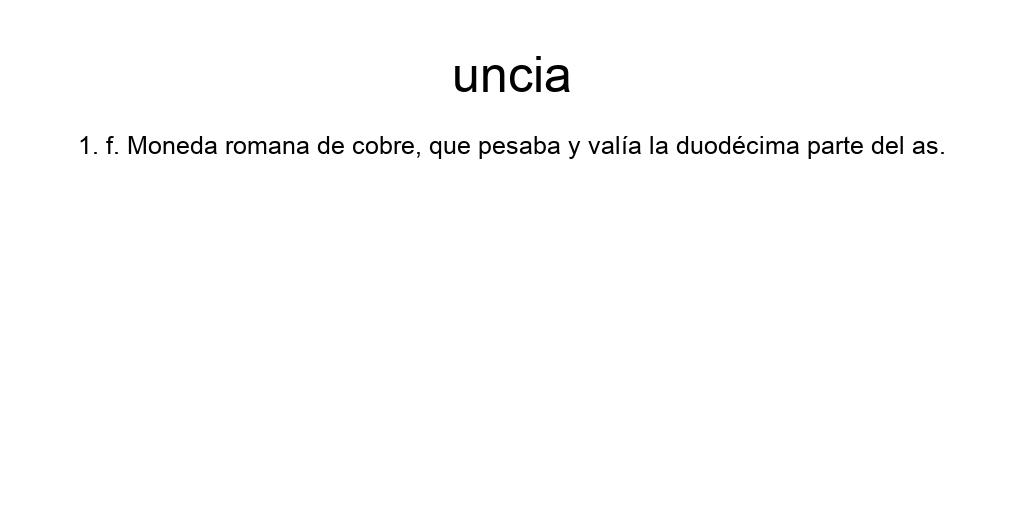 uncia
1. f. Moneda romana de cobre, que pesaba y valía la duodécima parte del as.